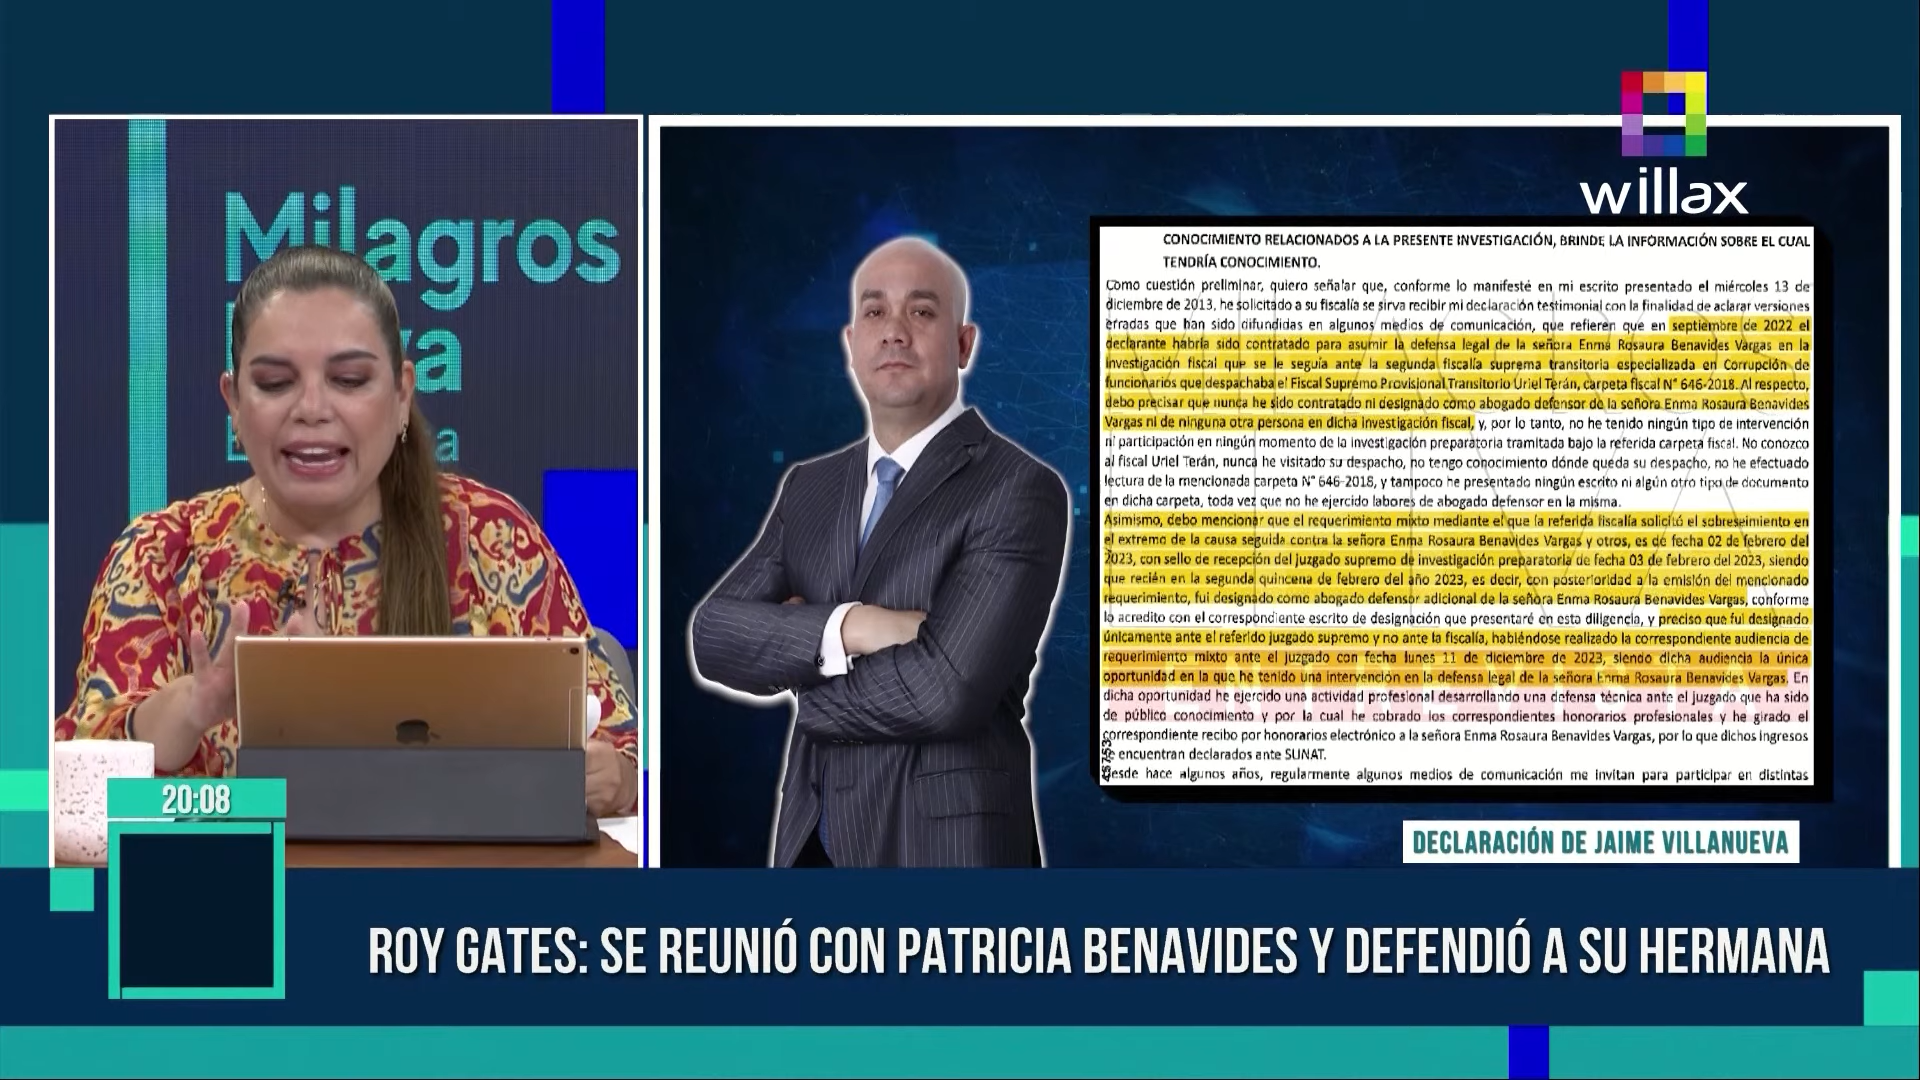 willax
Milagros
CONOCIMIENTO RELACIONADOS A LA PRESENTE INVESTIGACIÓN, BRINDE LA INFORMACIÓN SOBRE EL CUAL
TENDRÍA CONOCIMIENTO.
Como cuestión preliminar, quiero señalar que, conforme lo manifesté en mi escrito presentado el miércoles 13 de
diciembre de 2013, he solicitado a su fiscalía se sirva recibir mi declaración testimonial con la finalidad de aclarar versiones
erradas que han sido difundidas en algunos medios de comunicación, que refieren que en septiembre de 2022 el
declarante habría sido contratado para asumir la defensa legal de la señora Enma Rosaura Benavides Vargas en la
investigación fiscal que se le seguía ante la segunda fiscalía suprema transitoria especializada en Corrupción de
funcionarios que despachaba el Fiscal Supremo Provisional Transitorio Uriel Terán, carpeta fiscal N° 646-2018. Al respecto,
debo precisar que nunca he sido contratado ni designado como abogado defensor de la señora Enma Rosaura Benavides
Vargas ni de ninguna otra persona en dicha investigación fiscal, y, por lo tanto, no he tenido ningún tipo de intervención
ni participación en ningún momento de la investigación preparatoria tramitada bajo la referida carpeta fiscal. No conozco
al fiscal Uriel Terán, nunca he visitado su despacho, no tengo conocimiento dónde queda su despacho, no he efectuado
lectura de la mencionada carpeta N° 646-2018, y tampoco he presentado ningún escrito ni algún otro tipo de documento
en dicha carpeta, toda vez que no he ejercido labores de abogado defensor en la misma.
Asimismo, debo mencionar que el requerimiento mixto mediante el que la referida fiscalía solicitó el sobreseimiento en
el extremo de la causa seguida contra la señora Enma Rosaura Benavides Vargas y otros, es de fecha 02 de febrero del
2023, con sello de recepción del juzgado supremo de investigación preparatoria de fecha 03 de febrero del 2023, siendo
que recién en la segunda quincena de febrero del año 2023, es decir, con posterioridad a la emisión del mencionado
requerimiento, fui designado como abogado defensor adicional de la señora Enma Rosaura Benavides Vargas, conforme
lo acredito con el correspondiente escrito de designación que presentaré en esta diligencia, y preciso que fui designado
únicamente ante el referido juzgado supremo y no ante la fiscalía, habiéndose realizado la correspondiente audiencia de
requerimiento mixto ante el juzgado con fecha lunes 11 de diciembre de 2023, siendo dicha audiencia la única
oportunidad en la que he tenido una intervención en la defensa legal de la señora Enma Rosaura Benavides Vargas. En
dicha oportunidad he ejercido una actividad profesional desarrollando una defensa técnica ante el juzgado que ha sido
de público conocimiento y por la cual he cobrado los correspondientes honorarios profesionales y he girado el
correspondiente recibo por honorarios electrónico a la señora Enma Rosaura Benavides Vargas, por lo que dichos ingresos
se encuentran declarados ante SUNAT.
Desde hace algunos años, regularmente algunos medios de comunicación me invitan para participar en distintas
DECLARACIÓN DE JAIME VILLANUEVA
20:08
ROY GATES: SE REUNIÓ CON PATRICIA BENAVIDES Y DEFENDIÓ A SU HERMANA